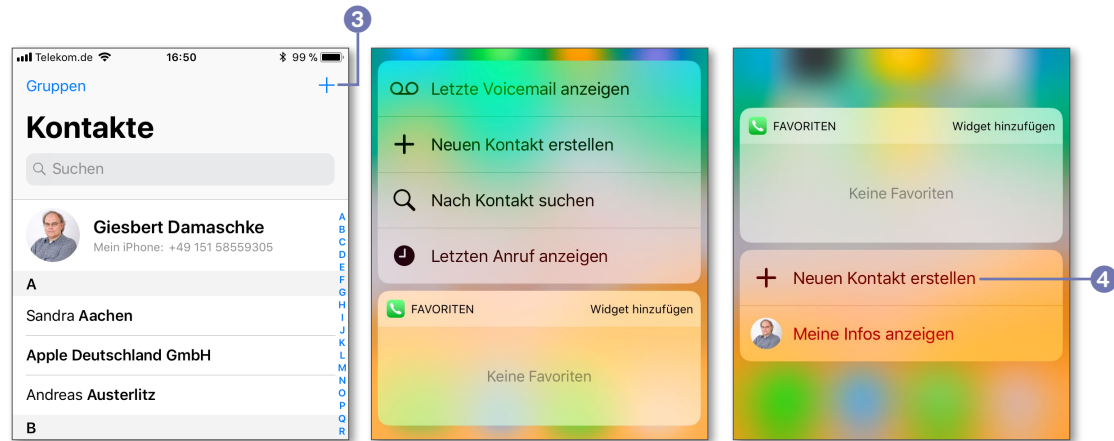 3
Telekom.de 16:50 99 %
Gruppen +
Kontakte
Suchen
Giesbert Damaschke
Mein iPhone: +49 151 58559305
A
Sandra Aachen
Apple Deutschland GmbH
Andreas Austerlitz
B
A
B
C
D
E
F
G
H
I
J
K
L
M
N
O
P
Q
R
Letzte Voicemail anzeigen
Neuen Kontakt erstellen
Nach Kontakt suchen
Letzten Anruf anzeigen
FAVORITEN Widget hinzufügen
Keine Favoriten
FAVORITEN Widget hinzufügen
Keine Favoriten
Neuen Kontakt erstellen
4
Meine Infos anzeigen